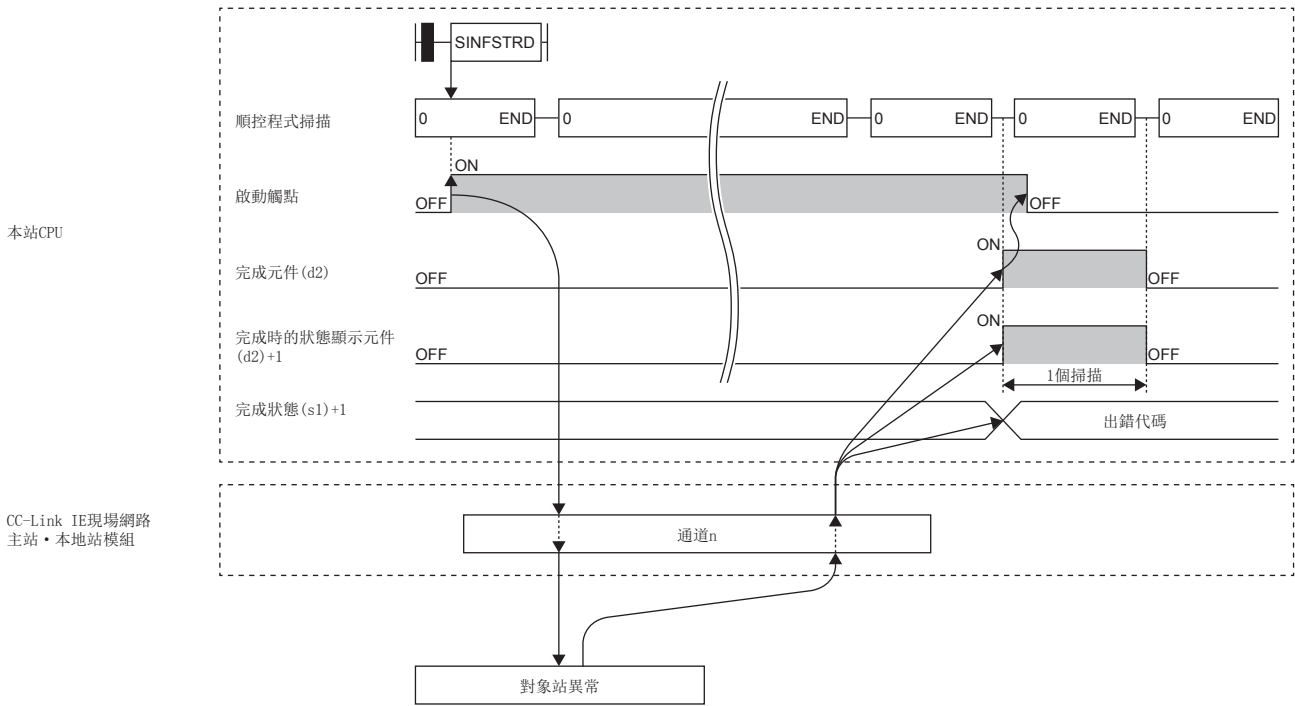 SINFSTRD
順控程式掃描
0 END 0 END 0 END 0 END 0 END
ON
啟動觸點
OFF
OFF
本站CPU
ON
完成元件(d2)
OFF
OFF
ON
完成時的狀態顯示元件
(d2)+1
OFF
OFF
1個掃描
完成狀態(s1)+1
出錯代碼
CC-Link IE現場網路
主站・本地站模組
通道n
對象站異常